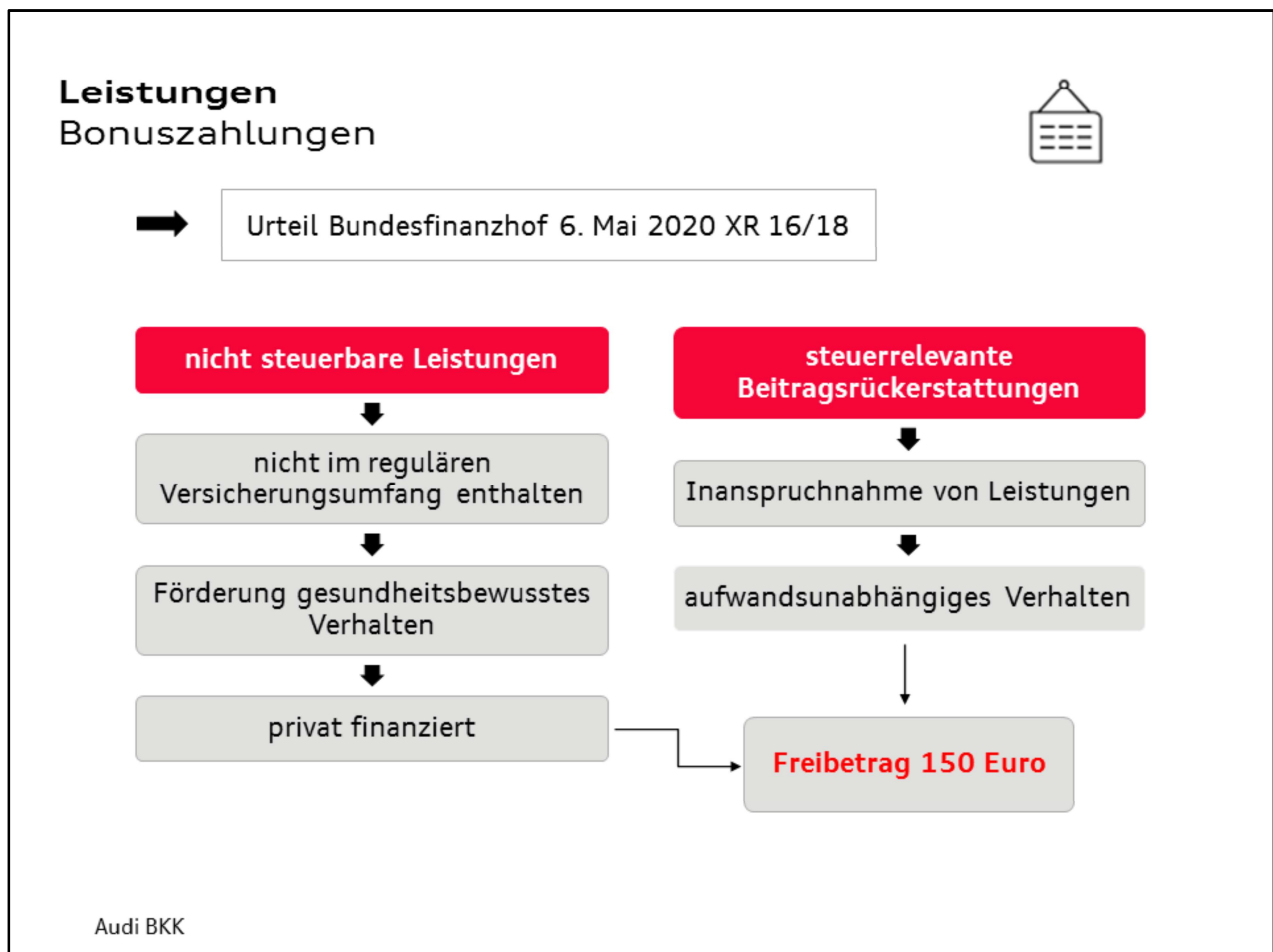 Leistungen
Bonuszahlungen
Urteil Bundesfinanzhof 6. Mai 2020 XR 16/18
nicht steuerbare Leistungen
nicht im regulären
Versicherungsumfang enthalten
Förderung gesundheitsbewusstes
Verhalten
privat finanziert
steuerrelevante
Beitragsrückerstattungen
Inanspruchnahme von Leistungen
aufwandsunabhängiges Verhalten
Freibetrag 150 Euro
Audi BKK